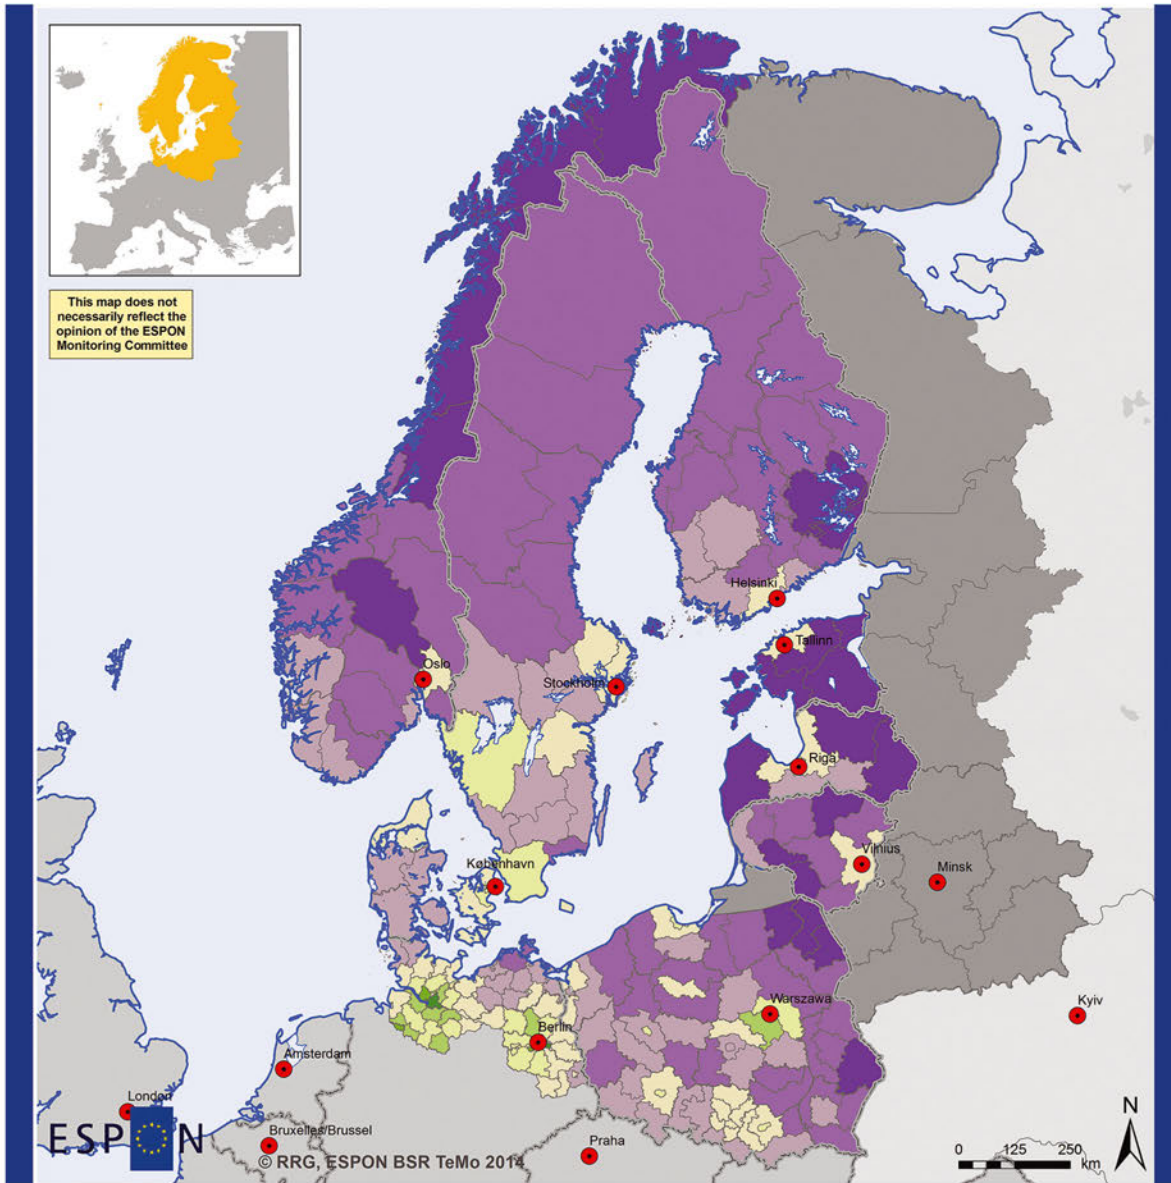 This map does not
necessarily reflect the
opinion of the ESPON
Monitoring Committee
Helsinki
Tallinn
Oslo
Stockholm
Riga
Vilnius
København
Minsk
Warszawa
Kyiv
Berlin
Amsterdam
London
ESPON
Bruxelles/Brussel
Praha
© RRG, ESPON BSR TeMo 2014
N
0 125 250
km